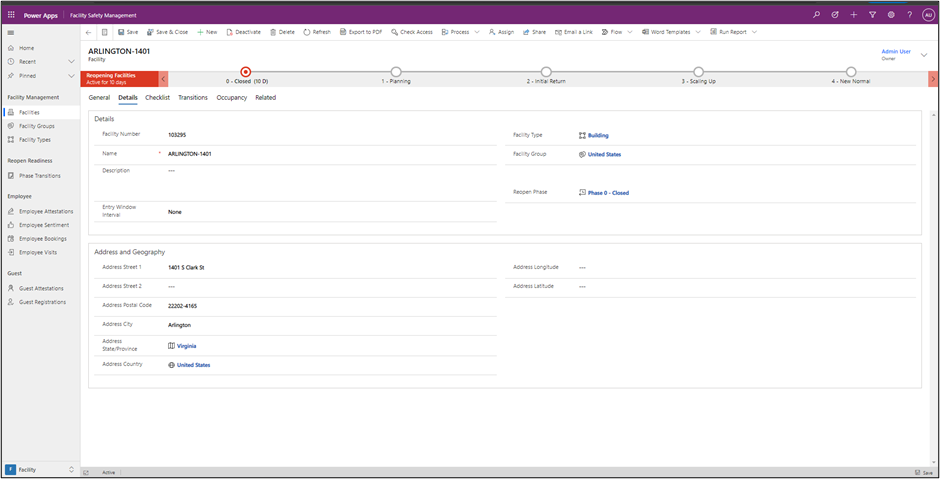 Power Apps Facility Safety Management AU
Save Save & Close New Deactivate Delete Refresh Export to PDF Check Access Process Assign Share Email a Link Flow Word Templates Run Report
ARLINGTON-1401
Facility
Admin User
Owner
Reopening Facilities
Active for 10 days
0 - Closed (10 D)
1 - Planning
2 - Initial Return
3 - Scaling Up
4 - New Normal
General Details Checklist Transitions Occupancy Related
Home
Recent
Pinned
Facility Management
Facilities
Facility Groups
Facility Types
Reopen Readiness
Phase Transitions
Employee
Employee Attestations
Employee Sentiment
Employee Bookings
Employee Visits
Guest
Guest Attestations
Guest Registrations
F Facility
Details
Facility Number 103295
Name * ARLINGTON-1401
Description ---
Entry Window
Interval
None
Facility Type Building
Facility Group United States
Reopen Phase Phase 0 - Closed
Address and Geography
Address Street 1 1401 S Clark St
Address Street 2 ---
Address Postal Code 22202-4165
Address City Arlington
Address
State/Province
Virginia
Address Country United States
Address Longitude ---
Address Latitude ---
Active
Save